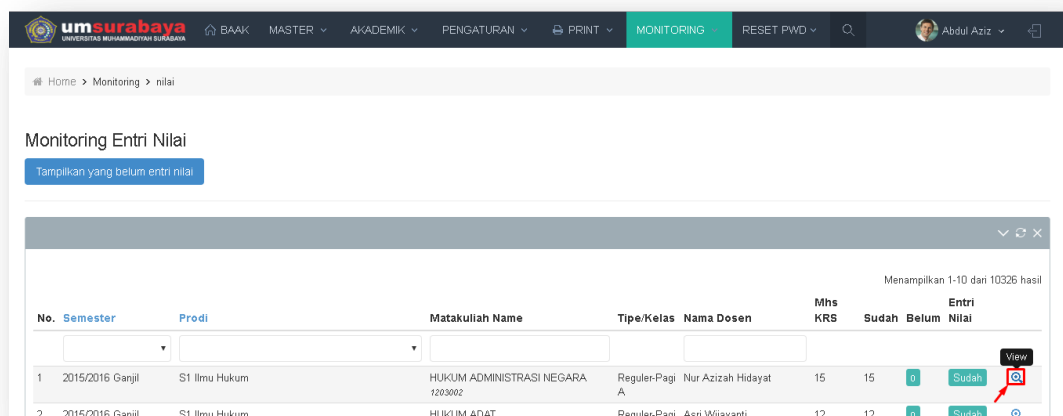 umsurabaya
UNIVERSITAS MUHAMMADIYAH SURABAYA
BAAK MASTER AKADEMIK PENGATURAN PRINT MONITORING RESET PWD Abdul Aziz
Home > Monitoring > nilai
Monitoring Entri Nilai
Tampilkan yang belum entri nilai
Menampilkan 1-10 dari 10326 hasil
No. Semester Prodi Matakuliah Name Tipe/Kelas Nama Dosen Mhs KRS Sudah Belum Entri Nilai
View
1 2015/2016 Ganjil S1 Ilmu Hukum HUKUM ADMINISTRASI NEGARA Reguler-Pagi Nur Azizah Hidayat 15 15 0 Sudah
1203002 A
2 2015/2016 Ganjil S1 Ilmu Hukum HUKUM ADAT Reguler-Pagi Asri Wijayanti 12 12 0 Sudah